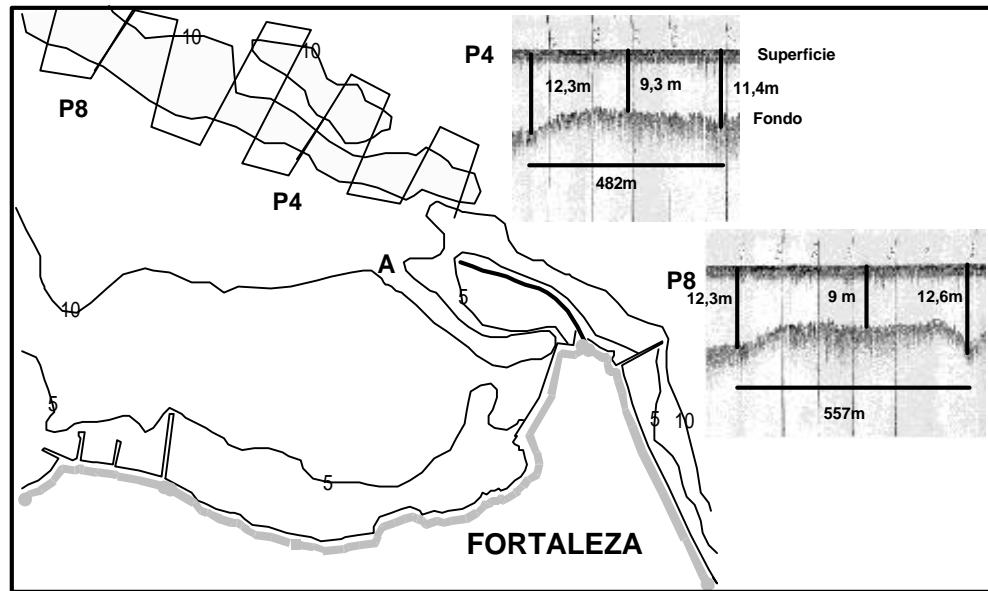 10
10
P4
Superficie
12,3m
9,3 m
11,4m
Fondo
482m
P8
P4
A
5
10
P8
12,3m
9 m
12,6m
557m
5
5
10
5
FORTALEZA